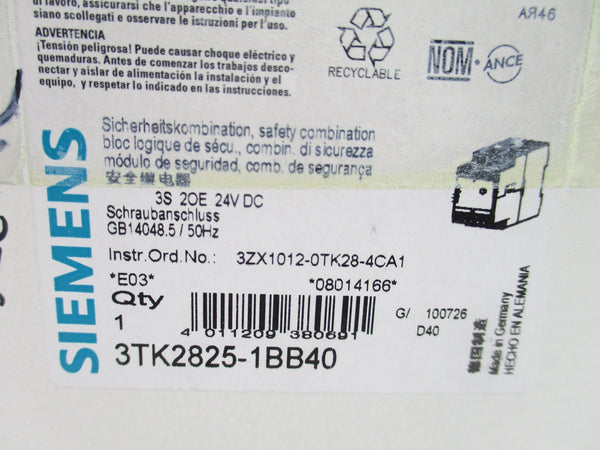 di lavoro, assicurarsi che l'apparecchio e l'impianto
siano scollegati e osservare le istruzioni per l'uso.
ADVERTENCIA
¡Tensión peligrosa! Puede causar choque eléctrico y
quemaduras. Antes de comenzar los trabajos desco-
nectar y aislar de alimentación la instalación y el
equipo, y respetar lo indicado en las instrucciones.
RECYCLABLE
AR46
NOM
ANCE
SIEMENS
Sicherheitskombination, safety combination
bloc logique de sécu., combin. di sicurezza
módulo de seguridad, comb. de segurança
安全继电器
3S 2OE 24V DC
Schraubanschluss
GB14048.5 / 50Hz
Instr.Ord.No.: 3ZX1012-0TK28-4CA1
*E03* *08014166*
Qty
1
4 011209 380691
G/ 100726
D40
3TK2825-1BB40
德国制造
Made in Germany
HECHO EN ALEMANIA